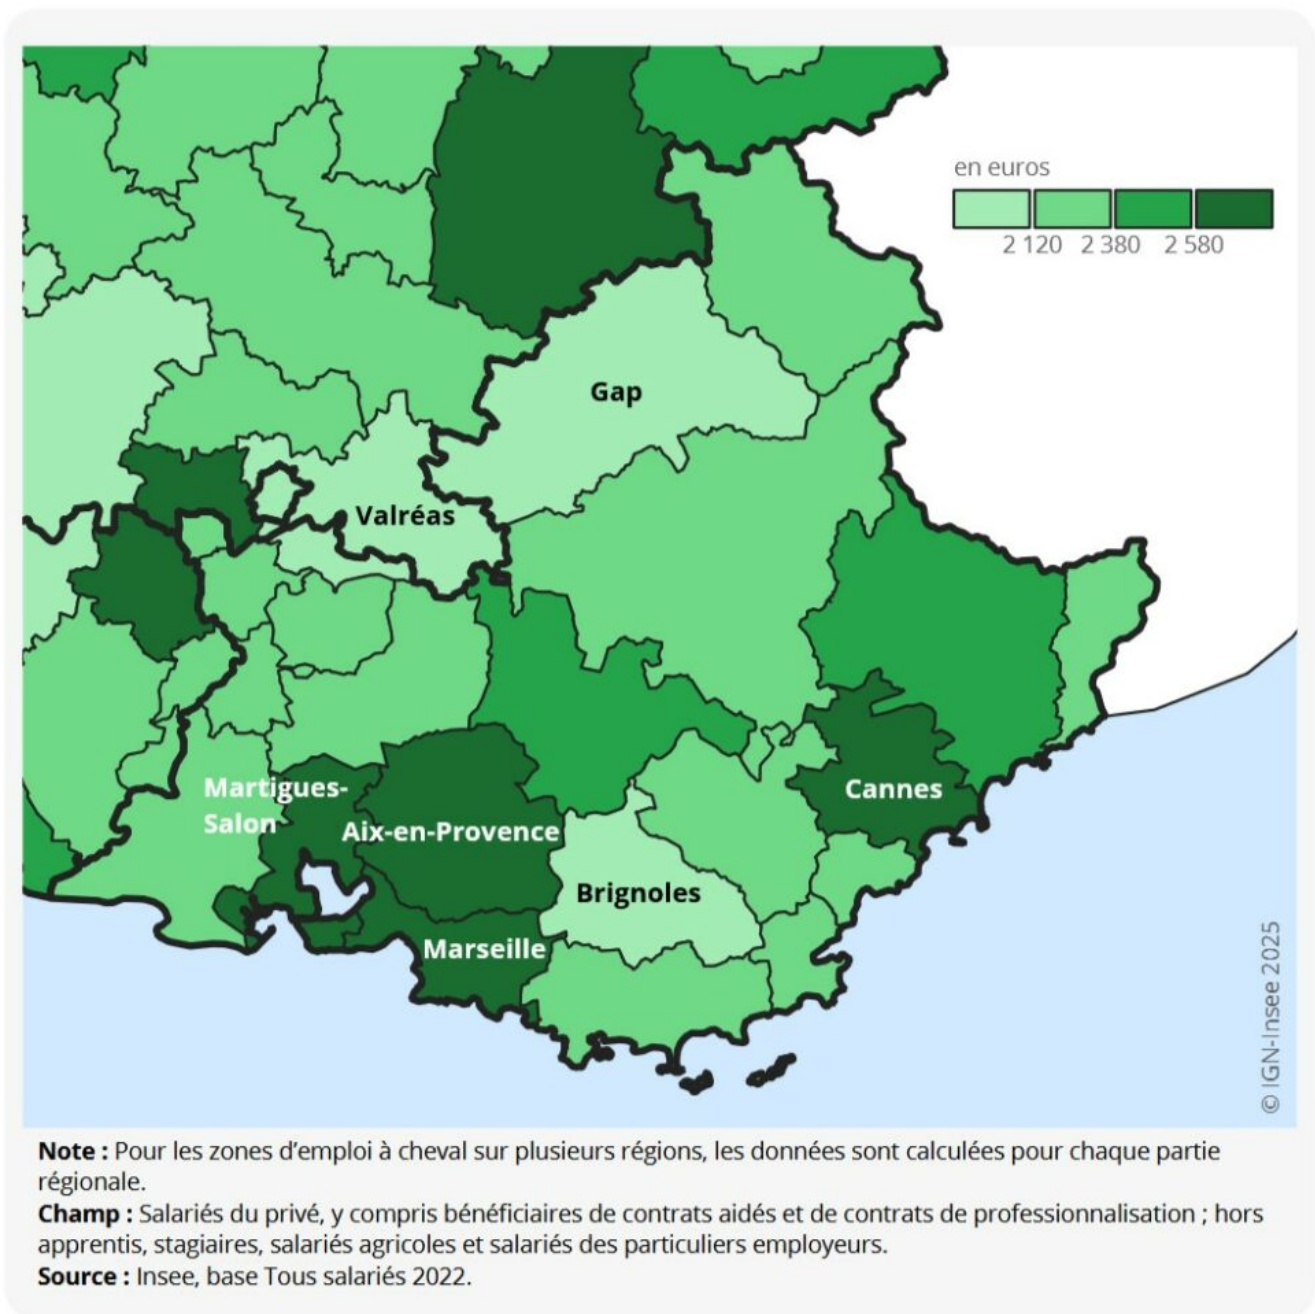 en euros
2 120 2 380 2 580
Gap
Valréas
Martigues-
Salon
Cannes
Aix-en-Provence
Brignoles
Marseille
© IGN-Insee 2025
Note : Pour les zones d'emploi à cheval sur plusieurs régions, les données sont calculées pour chaque partie
régionale.
Champ : Salariés du privé, y compris bénéficiaires de contrats aidés et de contrats de professionnalisation ; hors
apprentis, stagiaires, salariés agricoles et salariés des particuliers employeurs.
Source : Insee, base Tous salariés 2022.